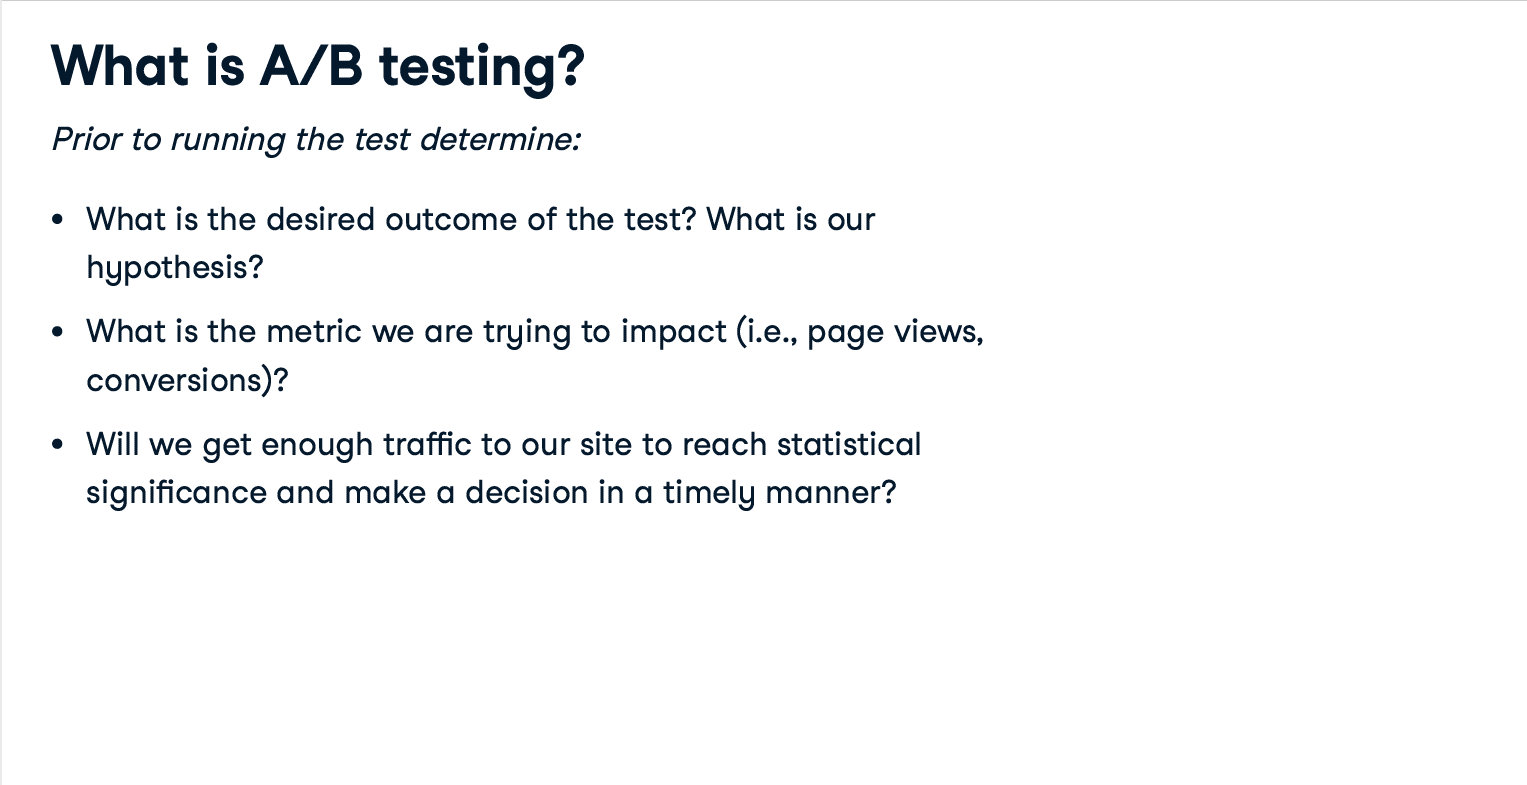 What is A/B testing?
Prior to running the test determine:
• What is the desired outcome of the test? What is our
hypothesis?
• What is the metric we are trying to impact (i.e., page views,
conversions)?
• Will we get enough traffic to our site to reach statistical
significance and make a decision in a timely manner?